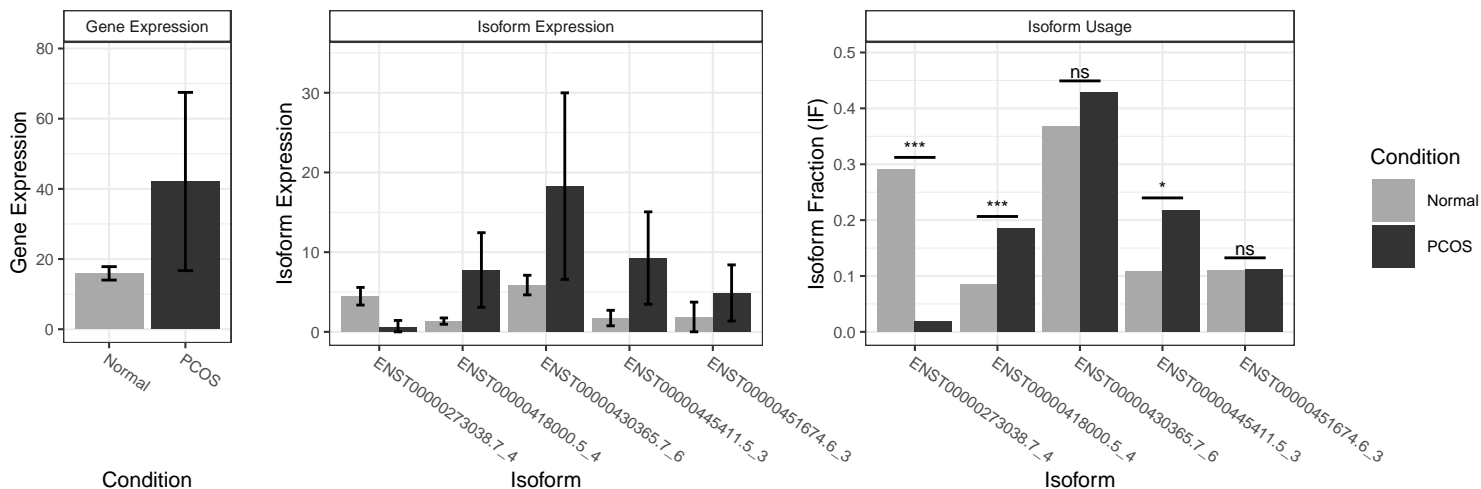 Gene Expression
Gene Expression
80
60
40
20
0
Normal
PCOS
Condition
Isoform Expression
Isoform Expression
30
20
10
0
ENST00000273038.7_4
ENST00000418000.5_4
ENST00000430365.7_6
ENST00000445411.5_3
ENST00000451674.6_3
Isoform
Isoform Usage
Isoform Fraction (IF)
0.5
0.4
0.3
0.2
0.1
0.0
***
***
ns
*
ns
ENST00000273038.7_4
ENST00000418000.5_4
ENST00000430365.7_6
ENST00000445411.5_3
ENST00000451674.6_3
Isoform
Condition
Normal
PCOS